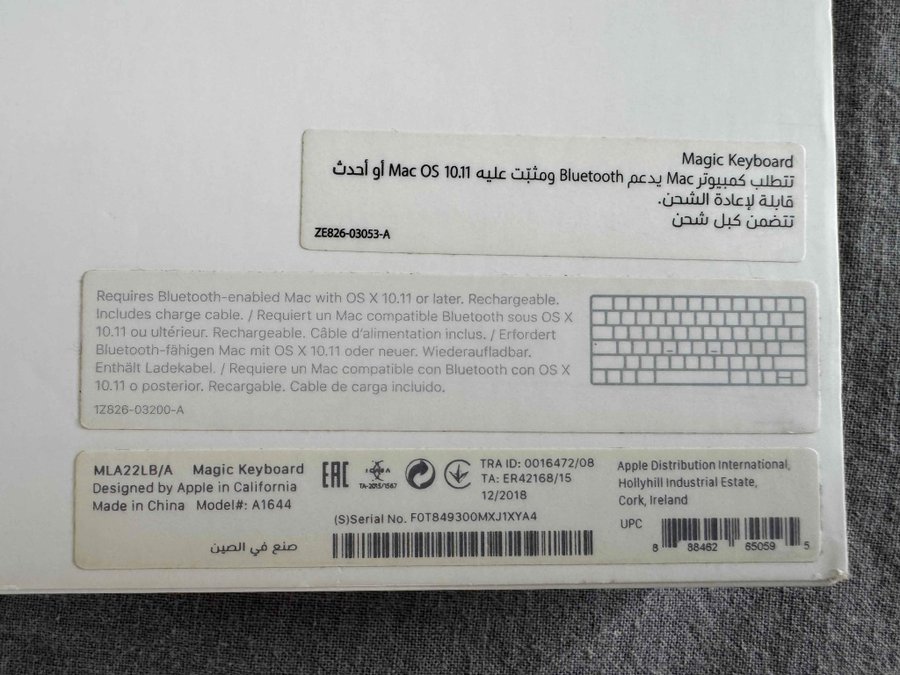 Magic Keyboard
تتطلب كمبيوتر Mac يدعم Bluetooth ومثبّت عليه Mac OS 10.11 أو أحدث
قابلة لإعادة الشحن.
تتضمن كبل شحن
ZE826-03053-A
Requires Bluetooth-enabled Mac with OS X 10.11 or later. Rechargeable.
Includes charge cable. / Requiert un Mac compatible Bluetooth sous OS X
10.11 ou ultérieur. Rechargeable. Câble d’alimentation inclus. / Erfordert
Bluetooth-fähigen Mac mit OS X 10.11 oder neuer. Wiederaufladbar.
Enthält Ladekabel. / Requiere un Mac compatible con Bluetooth con OS X
10.11 o posterior. Recargable. Cable de carga incluido.
1Z826-03200-A
MLA22LB/A Magic Keyboard
Designed by Apple in California
Made in China Model#: A1644
صنع في الصين
EAC
TA-2015/1567
TRA ID: 0016472/08
TA: ER42168/15
12/2018
(S)Serial No. F0T849300MXJ1XYA4
Apple Distribution International,
Hollyhill Industrial Estate,
Cork, Ireland
UPC
8 88462 65059 5